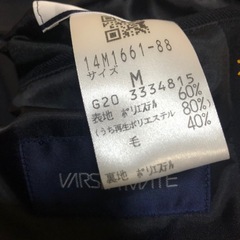 14M1661-88
サイズ
M
G20 3334815
表地 ポリエステル 60%
(うち再生ポリエステル 80%)
毛 40%
裏地 ポリエステル